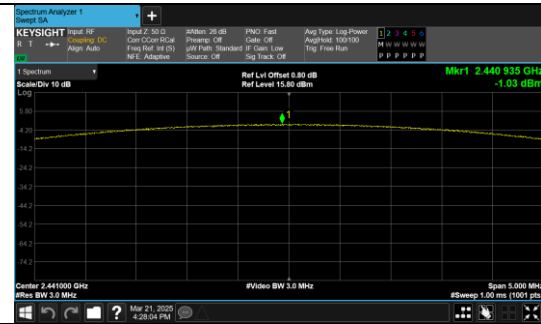 Spectrum Analyzer 1
Swept SA
+
KEYSIGHT Input: RF Input Z: 50 Ω #Atten: 26 dB PNO: Fast Avg Type: Log-Power 1 2 3 4 5 6
R T Coupling: DC Corr CCorr RCal Preamp: Off Gate: Off Avg|Hold: 100/100 M W W W W W
Align: Auto Freq Ref: Int (S) µW Path: Standard IF Gain: Low Trig: Free Run P P P P P P
NFE: Adaptive Source: Off Sig Track: Off
1 Spectrum Ref Lvl Offset 0.80 dB Mkr1 2.440 935 GHz
Scale/Div 10 dB Ref Level 15.80 dBm -1.03 dBm
Log
1
5.80
-4.20
-14.2
-24.2
-34.2
-44.2
-54.2
-64.2
-74.2
Center 2.441000 GHz #Video BW 3.0 MHz Span 5.000 MHz
#Res BW 3.0 MHz #Sweep 1.00 ms (1001 pts)
? Mar 21, 2025
4:28:04 PM